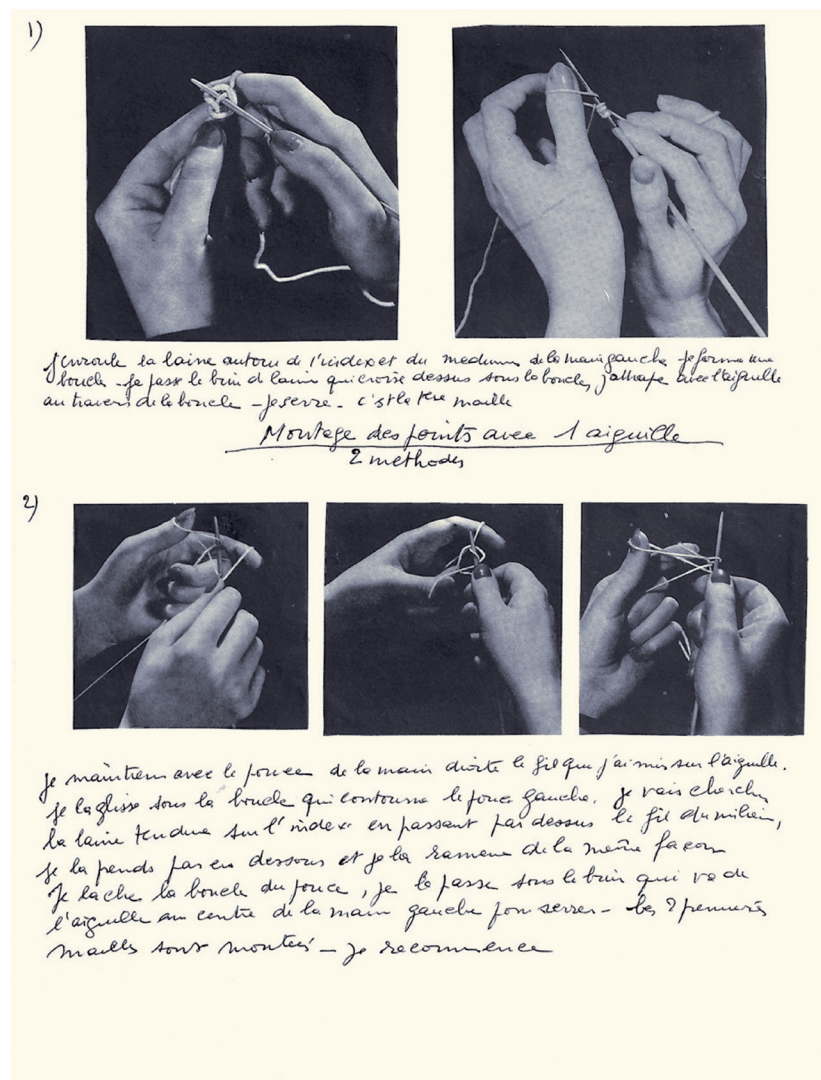 1)
J'enroule la laine autour de l'index et du medium de la main gauche je forme une
boucle - je passe le brin d laine qui croise dessus sous la boucle, j'attrape avec l'aiguille
au travers de la boucle - je serre - c'est la 1ere maille
Montage des points avec 1 aiguille
2 methodes
2)
je maintiens avec le pouce de la main droite le fil que j'ai mis sur l'aiguille.
je la glisse sous la boucle qui contourne le pouce gauche. je vais chercher
la laine tendue sur l'index en passant par dessus le fil du milieu,
je la prends par en dessous et je la ramene de la même facon
Je lache la boucle du pouce, je le passe sous le brin qui va de
l'aiguille au centre de la main gauche pour serrer - les 2 premieres
mailles sont montées - je recommence